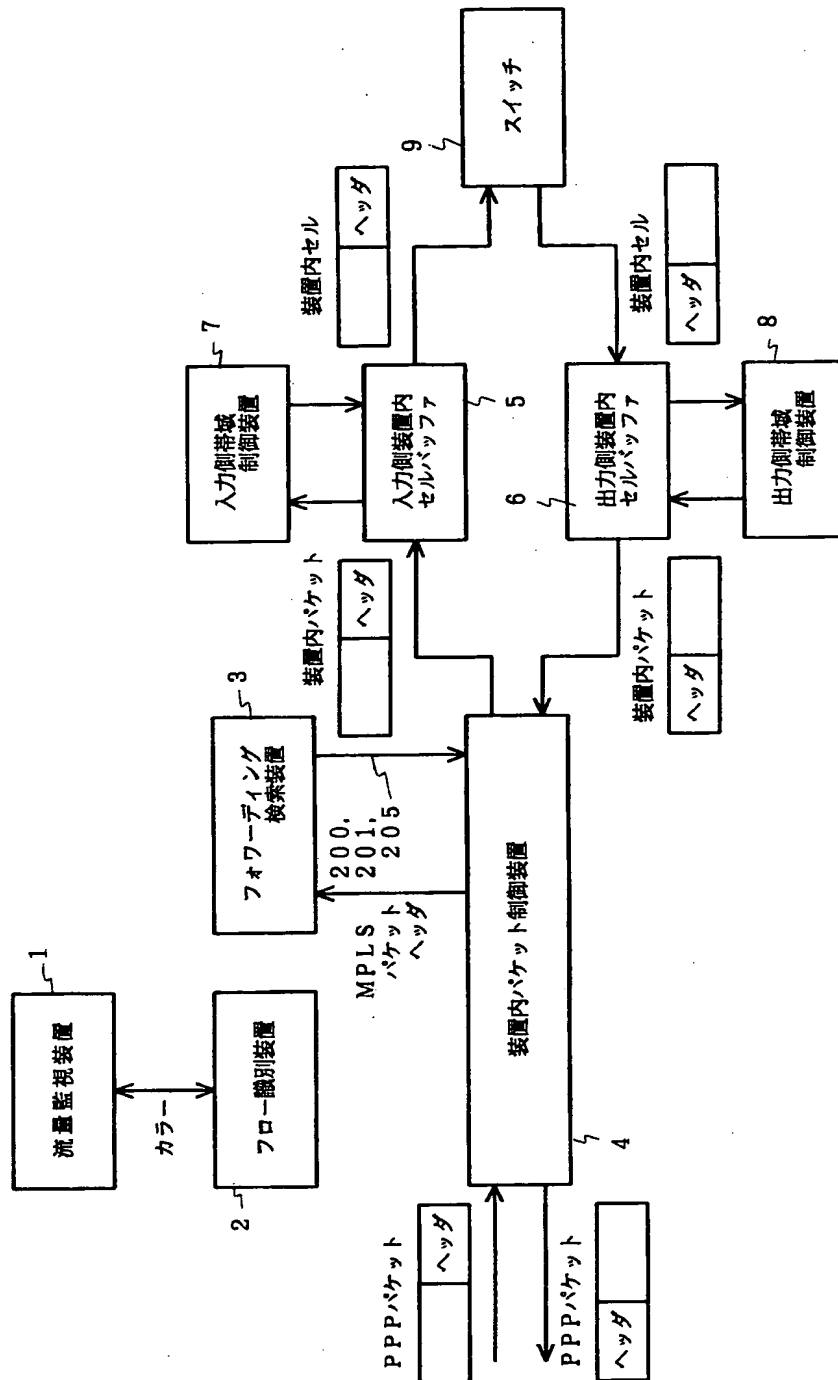 1
流量監視装置
カラー
2
フロー識別装置
3
フォワーディング
検索装置
MPLS
パケット
ヘッダ
200,
201,
205
PPPパケット
ヘッダ
PPPパケット
ヘッダ
4
装置内パケット制御装置
装置内パケット
ヘッダ
装置内パケット
ヘッダ
7
入力側帯域
制御装置
5
入力側装置内
セルバッファ
6
出力側装置内
セルバッファ
8
出力側帯域
制御装置
装置内セル
ヘッダ
装置内セル
ヘッダ
9
スイッチ